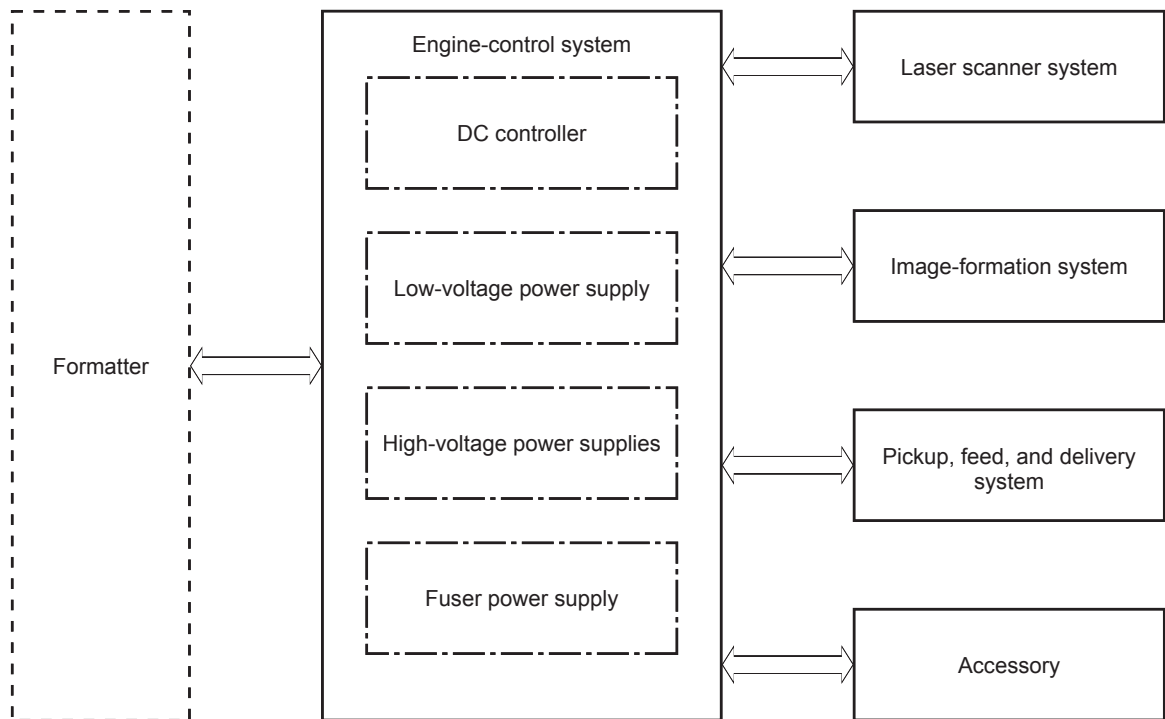 Formatter
Engine-control system
DC controller
Low-voltage power supply
High-voltage power supplies
Fuser power supply
Laser scanner system
Image-formation system
Pickup, feed, and delivery
system
Accessory